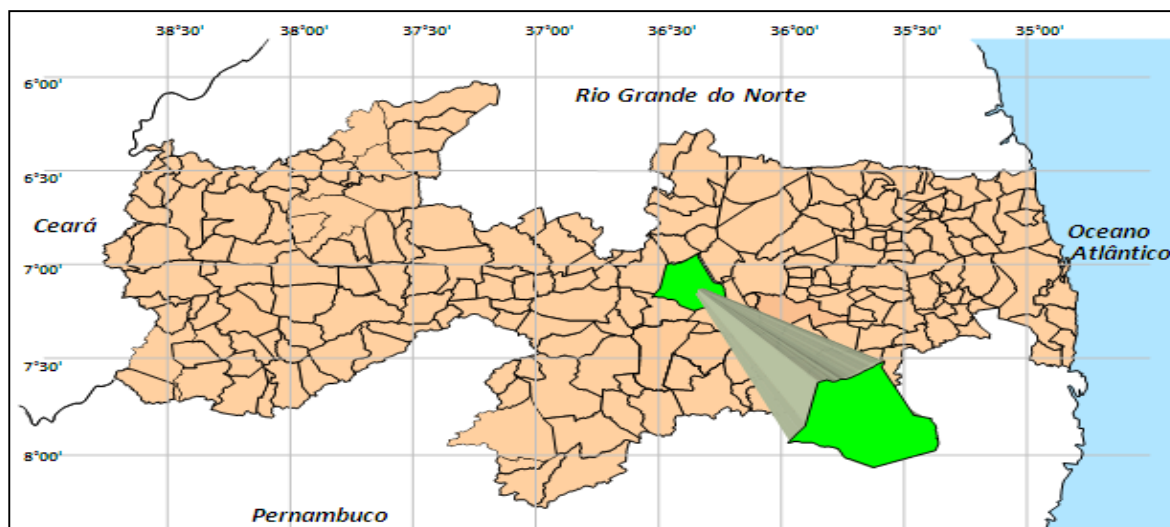 38°30' 38°00' 37°30' 37°00' 36°30' 36°00' 35°30' 35°00'
6°00'
Rio Grande do Norte
6°30'
Ceará
Oceano
Atlântico
7°00'
7°30'
8°00'
Pernambuco